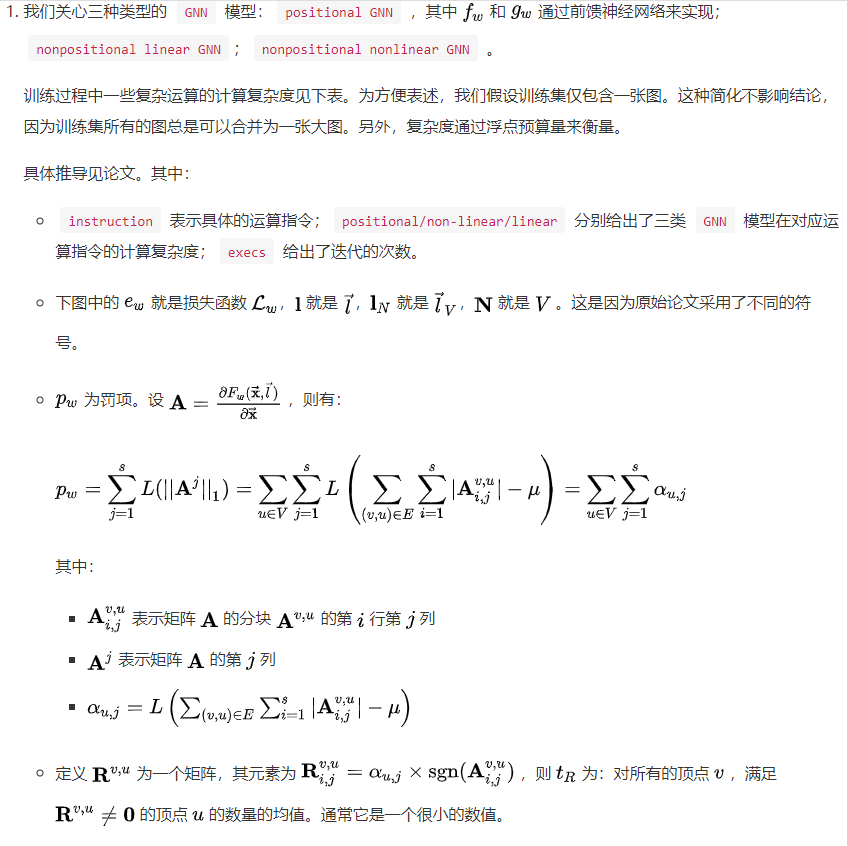 1. 我们关心三种类型的 GNN 模型： positional GNN ，其中 $f_w$ 和 $g_w$ 通过前馈神经网络来实现；
nonpositional linear GNN ； nonpositional nonlinear GNN 。
训练过程中一些复杂运算的计算复杂度见下表。为方便表述，我们假设训练集仅包含一张图。这种简化不影响结论，
因为训练集所有的图总是可以合并为一张大图。另外，复杂度通过浮点预算量来衡量。
具体推导见论文。其中：
○ instruction 表示具体的运算指令； positional/non-linear/linear 分别给出了三类 GNN 模型在对应运
算指令的计算复杂度； execs 给出了迭代的次数。
○ 下图中的 $e_w$ 就是损失函数 $\mathcal{L}_w$，$\mathbf{l}$ 就是 $\vec{l}$，$\mathbf{l}_N$ 就是 $\vec{l}_V$，$\mathbf{N}$ 就是 $V$ 。这是因为原始论文采用了不同的符
号。
○ $p_w$ 为罚项。设 $\mathbf{A} = \frac{\partial F_w(\vec{\mathbf{x}}, \vec{l})}{\partial \vec{\mathbf{x}}}$ ，则有：
$p_w = \sum_{j=1}^{s} L(||\mathbf{A}^j||_1) = \sum_{u \in V} \sum_{j=1}^{s} L\left(\sum_{(v,u) \in E} \sum_{i=1}^{s} |\mathbf{A}_{i,j}^{v,u}| - \mu\right) = \sum_{u \in V} \sum_{j=1}^{s} \alpha_{u,j}$
其中：
■ $\mathbf{A}_{i,j}^{v,u}$ 表示矩阵 $\mathbf{A}$ 的分块 $\mathbf{A}^{v,u}$ 的第 $i$ 行第 $j$ 列
■ $\mathbf{A}^j$ 表示矩阵 $\mathbf{A}$ 的第 $j$ 列
■ $\alpha_{u,j} = L\left(\sum_{(v,u) \in E} \sum_{i=1}^{s} |\mathbf{A}_{i,j}^{v,u}| - \mu\right)$
○ 定义 $\mathbf{R}^{v,u}$ 为一个矩阵，其元素为 $\mathbf{R}_{i,j}^{v,u} = \alpha_{u,j} \times \text{sgn}(\mathbf{A}_{i,j}^{v,u})$ ，则 $t_R$ 为：对所有的顶点 $v$ ，满足
$\mathbf{R}^{v,u} \neq \mathbf{0}$ 的顶点 $u$ 的数量的均值。通常它是一个很小的数值。